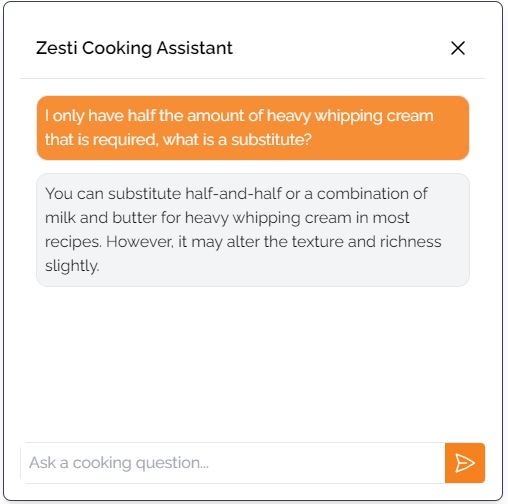 Zesti Cooking Assistant
I only have half the amount of heavy whipping cream
that is required, what is a substitute?
You can substitute half-and-half or a combination of
milk and butter for heavy whipping cream in most
recipes. However, it may alter the texture and richness
slightly.
Ask a cooking question...